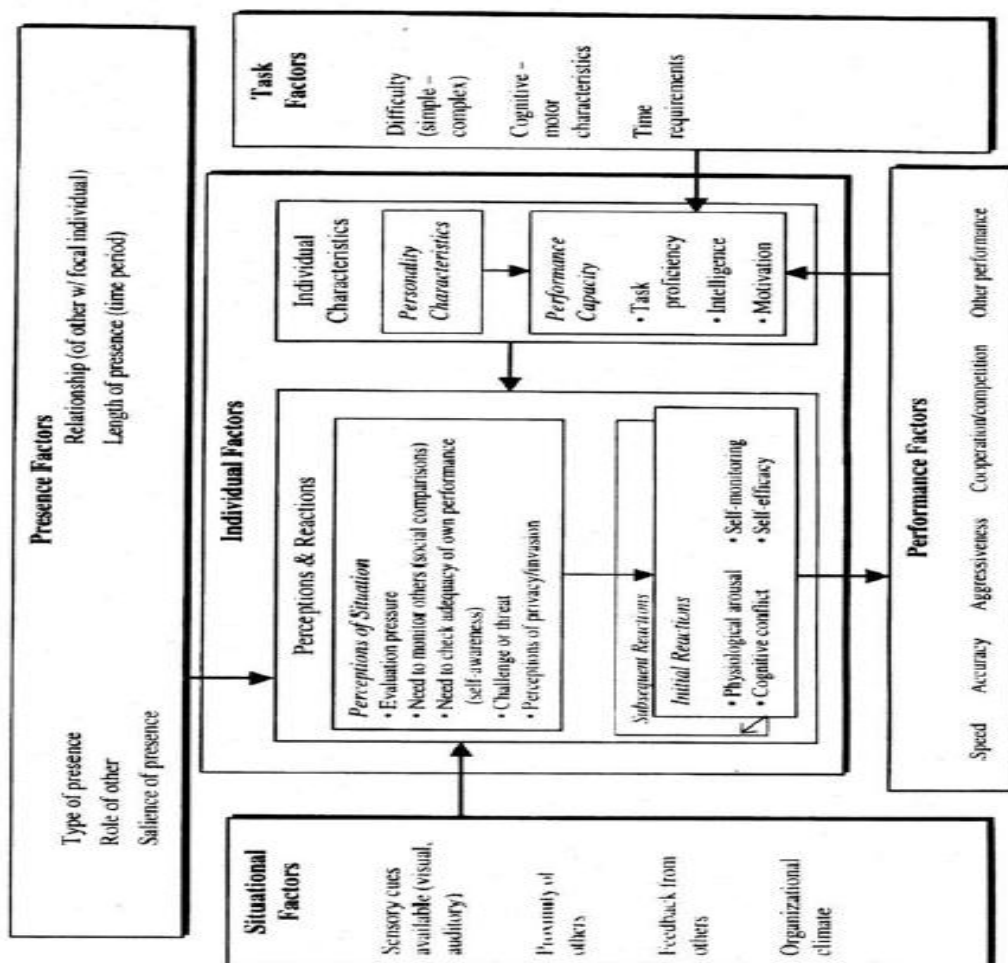 Presence Factors
Type of presence
Role of other
Salience of presence
Relationship (of other w/ focal individual)
Length of presence (time period)
Situational
Factors
Sensory cues
available (visual,
auditory)
Proximity of
others
Feedback from
others
Organizational
climate
Individual Factors
Perceptions & Reactions
Perceptions of Situation
• Evaluation pressure
• Need to monitor others (social comparisons)
• Need to check adequacy of own performance
(self-awareness)
• Challenge or threat
• Perceptions of privacy/invasion
Subsequent Reactions
Initial Reactions
• Physiological arousal
• Cognitive conflict
• Self-monitoring
• Self-efficacy
Individual
Characteristics
Personality
Characteristics
Performance
Capacity
• Task
proficiency
• Intelligence
• Motivation
Task
Factors
Difficulty
(simple –
complex)
Cognitive –
motor
characteristics
Time
requirements
Performance Factors
Speed Accuracy Aggressiveness Cooperation/competition Other performance